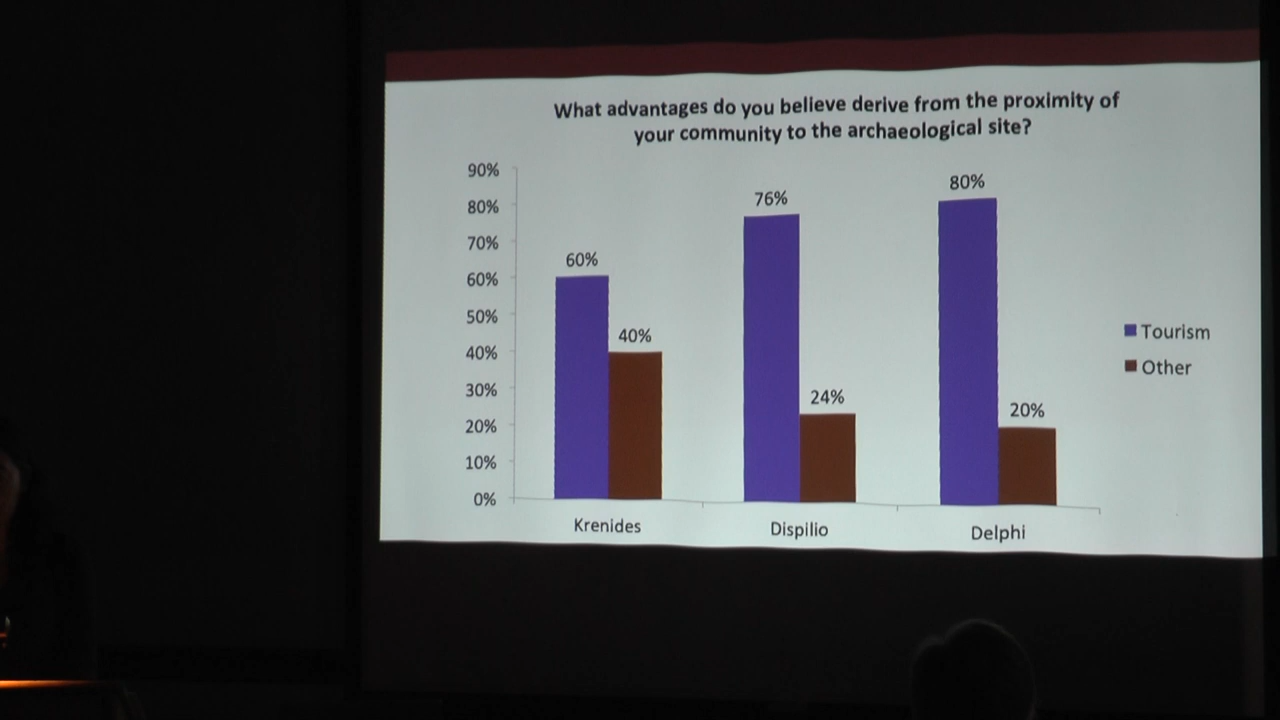 What advantages do you believe derive from the proximity of
your community to the archaeological site?
90%
80%
70%
60%
50%
40%
30%
20%
10%
0%
60%
40%
76%
24%
80%
20%
Krenides
Dispilio
Delphi
Tourism
Other